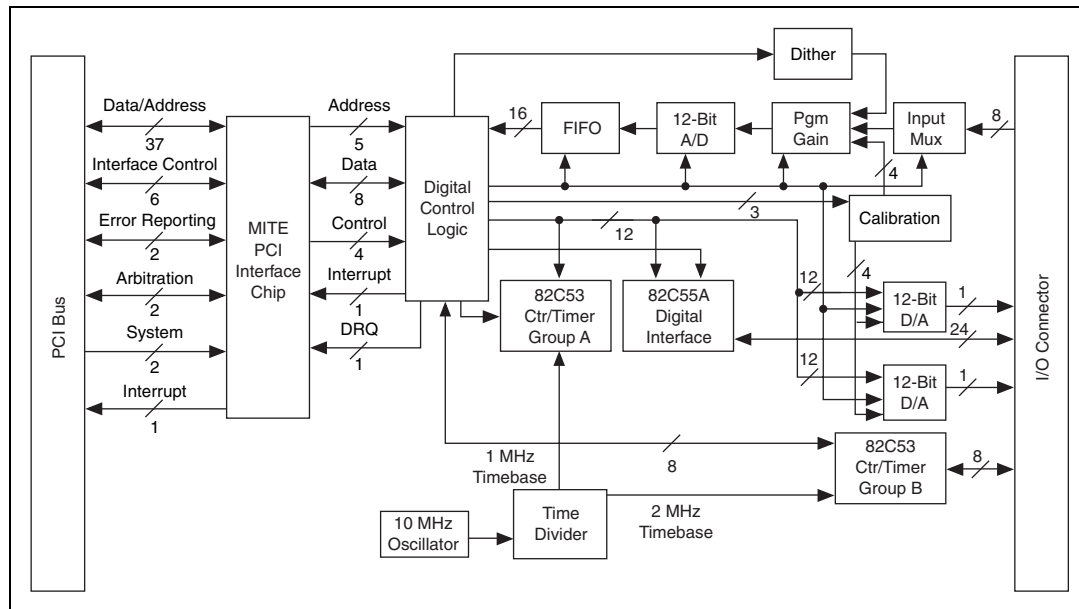 PCI Bus
Data/Address
37
Interface Control
6
Error Reporting
2
Arbitration
2
System
2
Interrupt
1
MITE
PCI
Interface
Chip
Address
5
Data
8
Control
4
Interrupt
1
DRQ
1
Digital
Control
Logic
Dither
16
FIFO
12-Bit
A/D
Pgm
Gain
Input
Mux
8
4
3
Calibration
12
4
82C53
Ctr/Timer
Group A
82C55A
Digital
Interface
12
12-Bit
D/A
1
24
12
12-Bit
D/A
1
82C53
Ctr/Timer
Group B
8
8
1 MHz
Timebase
2 MHz
Timebase
10 MHz
Oscillator
Time
Divider
I/O Connector